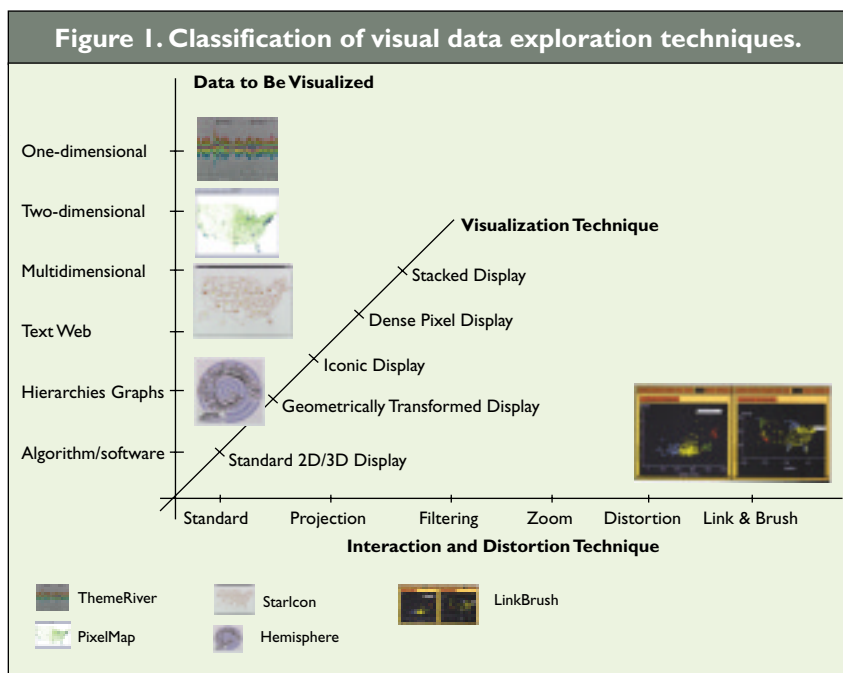 Figure 1. Classification of visual data exploration techniques.
Data to Be Visualized
One-dimensional
Two-dimensional
Multidimensional
Text Web
Hierarchies Graphs
Algorithm/software
Visualization Technique
Stacked Display
Dense Pixel Display
Iconic Display
Geometrically Transformed Display
Standard 2D/3D Display
Standard
Projection
Filtering
Zoom
Distortion
Link & Brush
Interaction and Distortion Technique
ThemeRiver
StarIcon
LinkBrush
PixelMap
Hemisphere